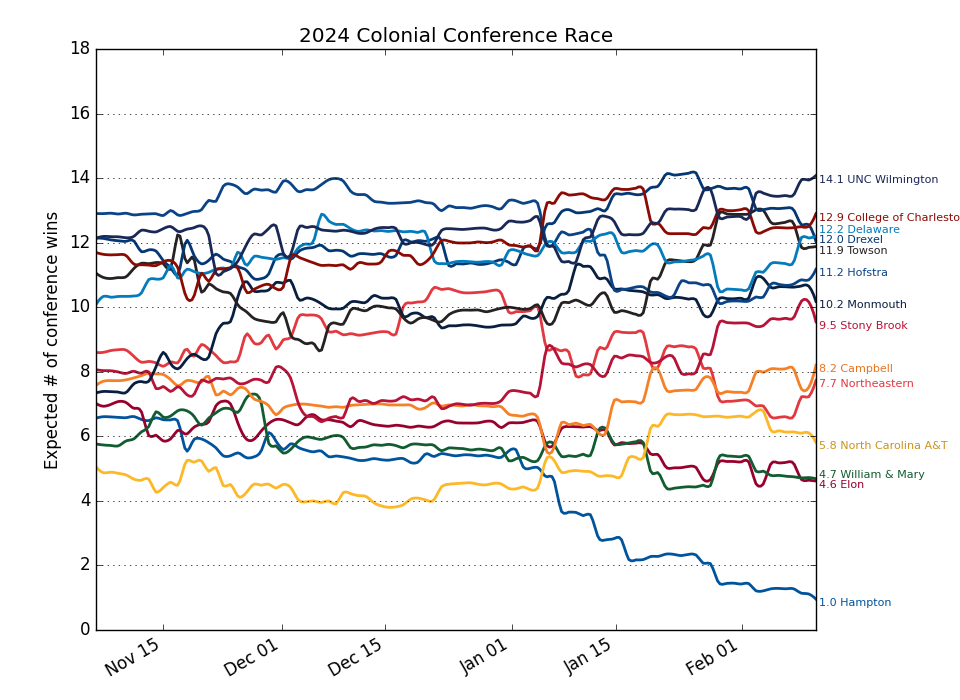 2024 Colonial Conference Race
Expected # of conference wins
18
16
14
12
10
8
6
4
2
0
Nov 15
Dec 01
Dec 15
Jan 01
Jan 15
Feb 01
14.1 UNC Wilmington
12.9 College of Charlesto
12.2 Delaware
12.0 Drexel
11.9 Towson
11.2 Hofstra
10.2 Monmouth
9.5 Stony Brook
8.2 Campbell
7.7 Northeastern
5.8 North Carolina A&T
4.7 William & Mary
4.6 Elon
1.0 Hampton